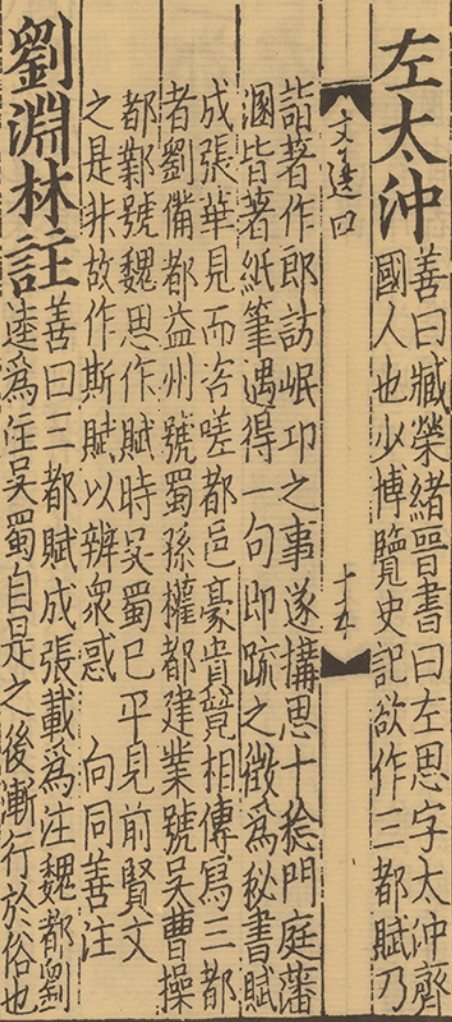 左太沖
善曰臧榮緒晉書曰左思字太沖齊
國人也少博覽史記欲作三都賦乃
文選口
十五
詣著作郎訪岷邛之事遂搆思十稔門庭藩
溷皆著紙筆遇得一句即䟽之徵為秘書賦
成張華見而咨嗟都邑豪貴競相傳寫三都
者劉備都益州號蜀孫權都建業號吳曹操
都鄴號魏思作賦時吳蜀已平見前賢文
之是非故作斯賦以辨衆惑　向同善注
劉淵林註
善曰三都賦成張載為注魏都劉
逵為注吳蜀自是之後漸行於俗也